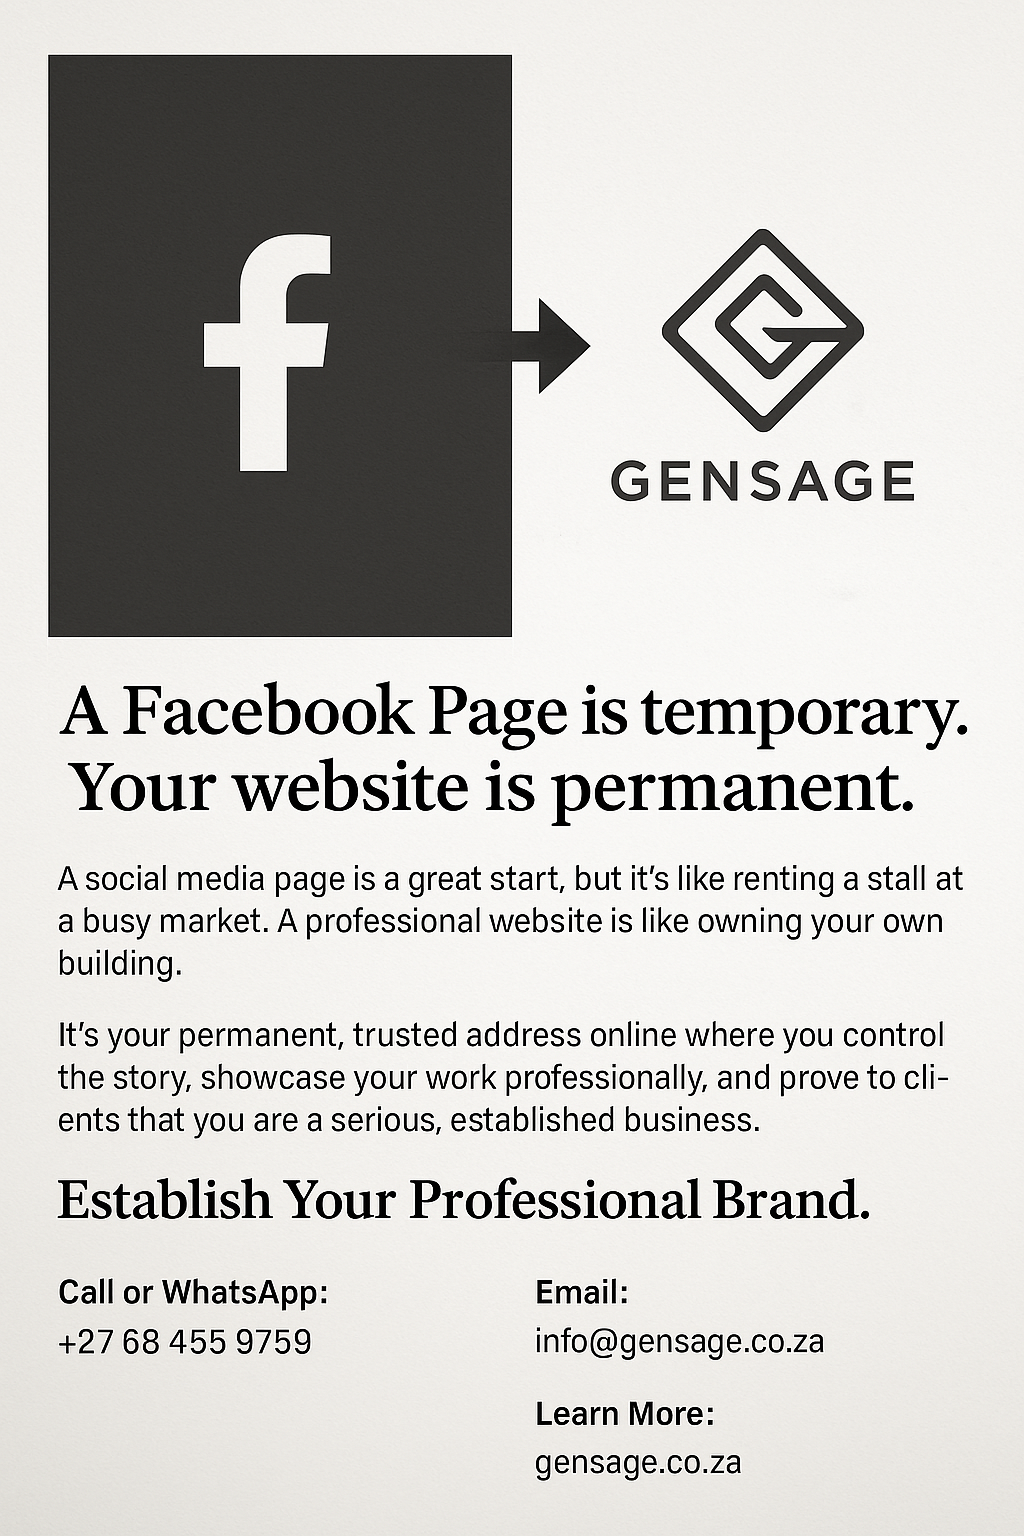 f
GENSAGE
A Facebook Page is temporary.
Your website is permanent.
A social media page is a great start, but it’s like renting a stall at
a busy market. A professional website is like owning your own
building.
It’s your permanent, trusted address online where you control
the story, showcase your work professionally, and prove to cli-
ents that you are a serious, established business.
Establish Your Professional Brand.
Call or WhatsApp:
+27 68 455 9759
Email:
info@gensage.co.za
Learn More:
gensage.co.za